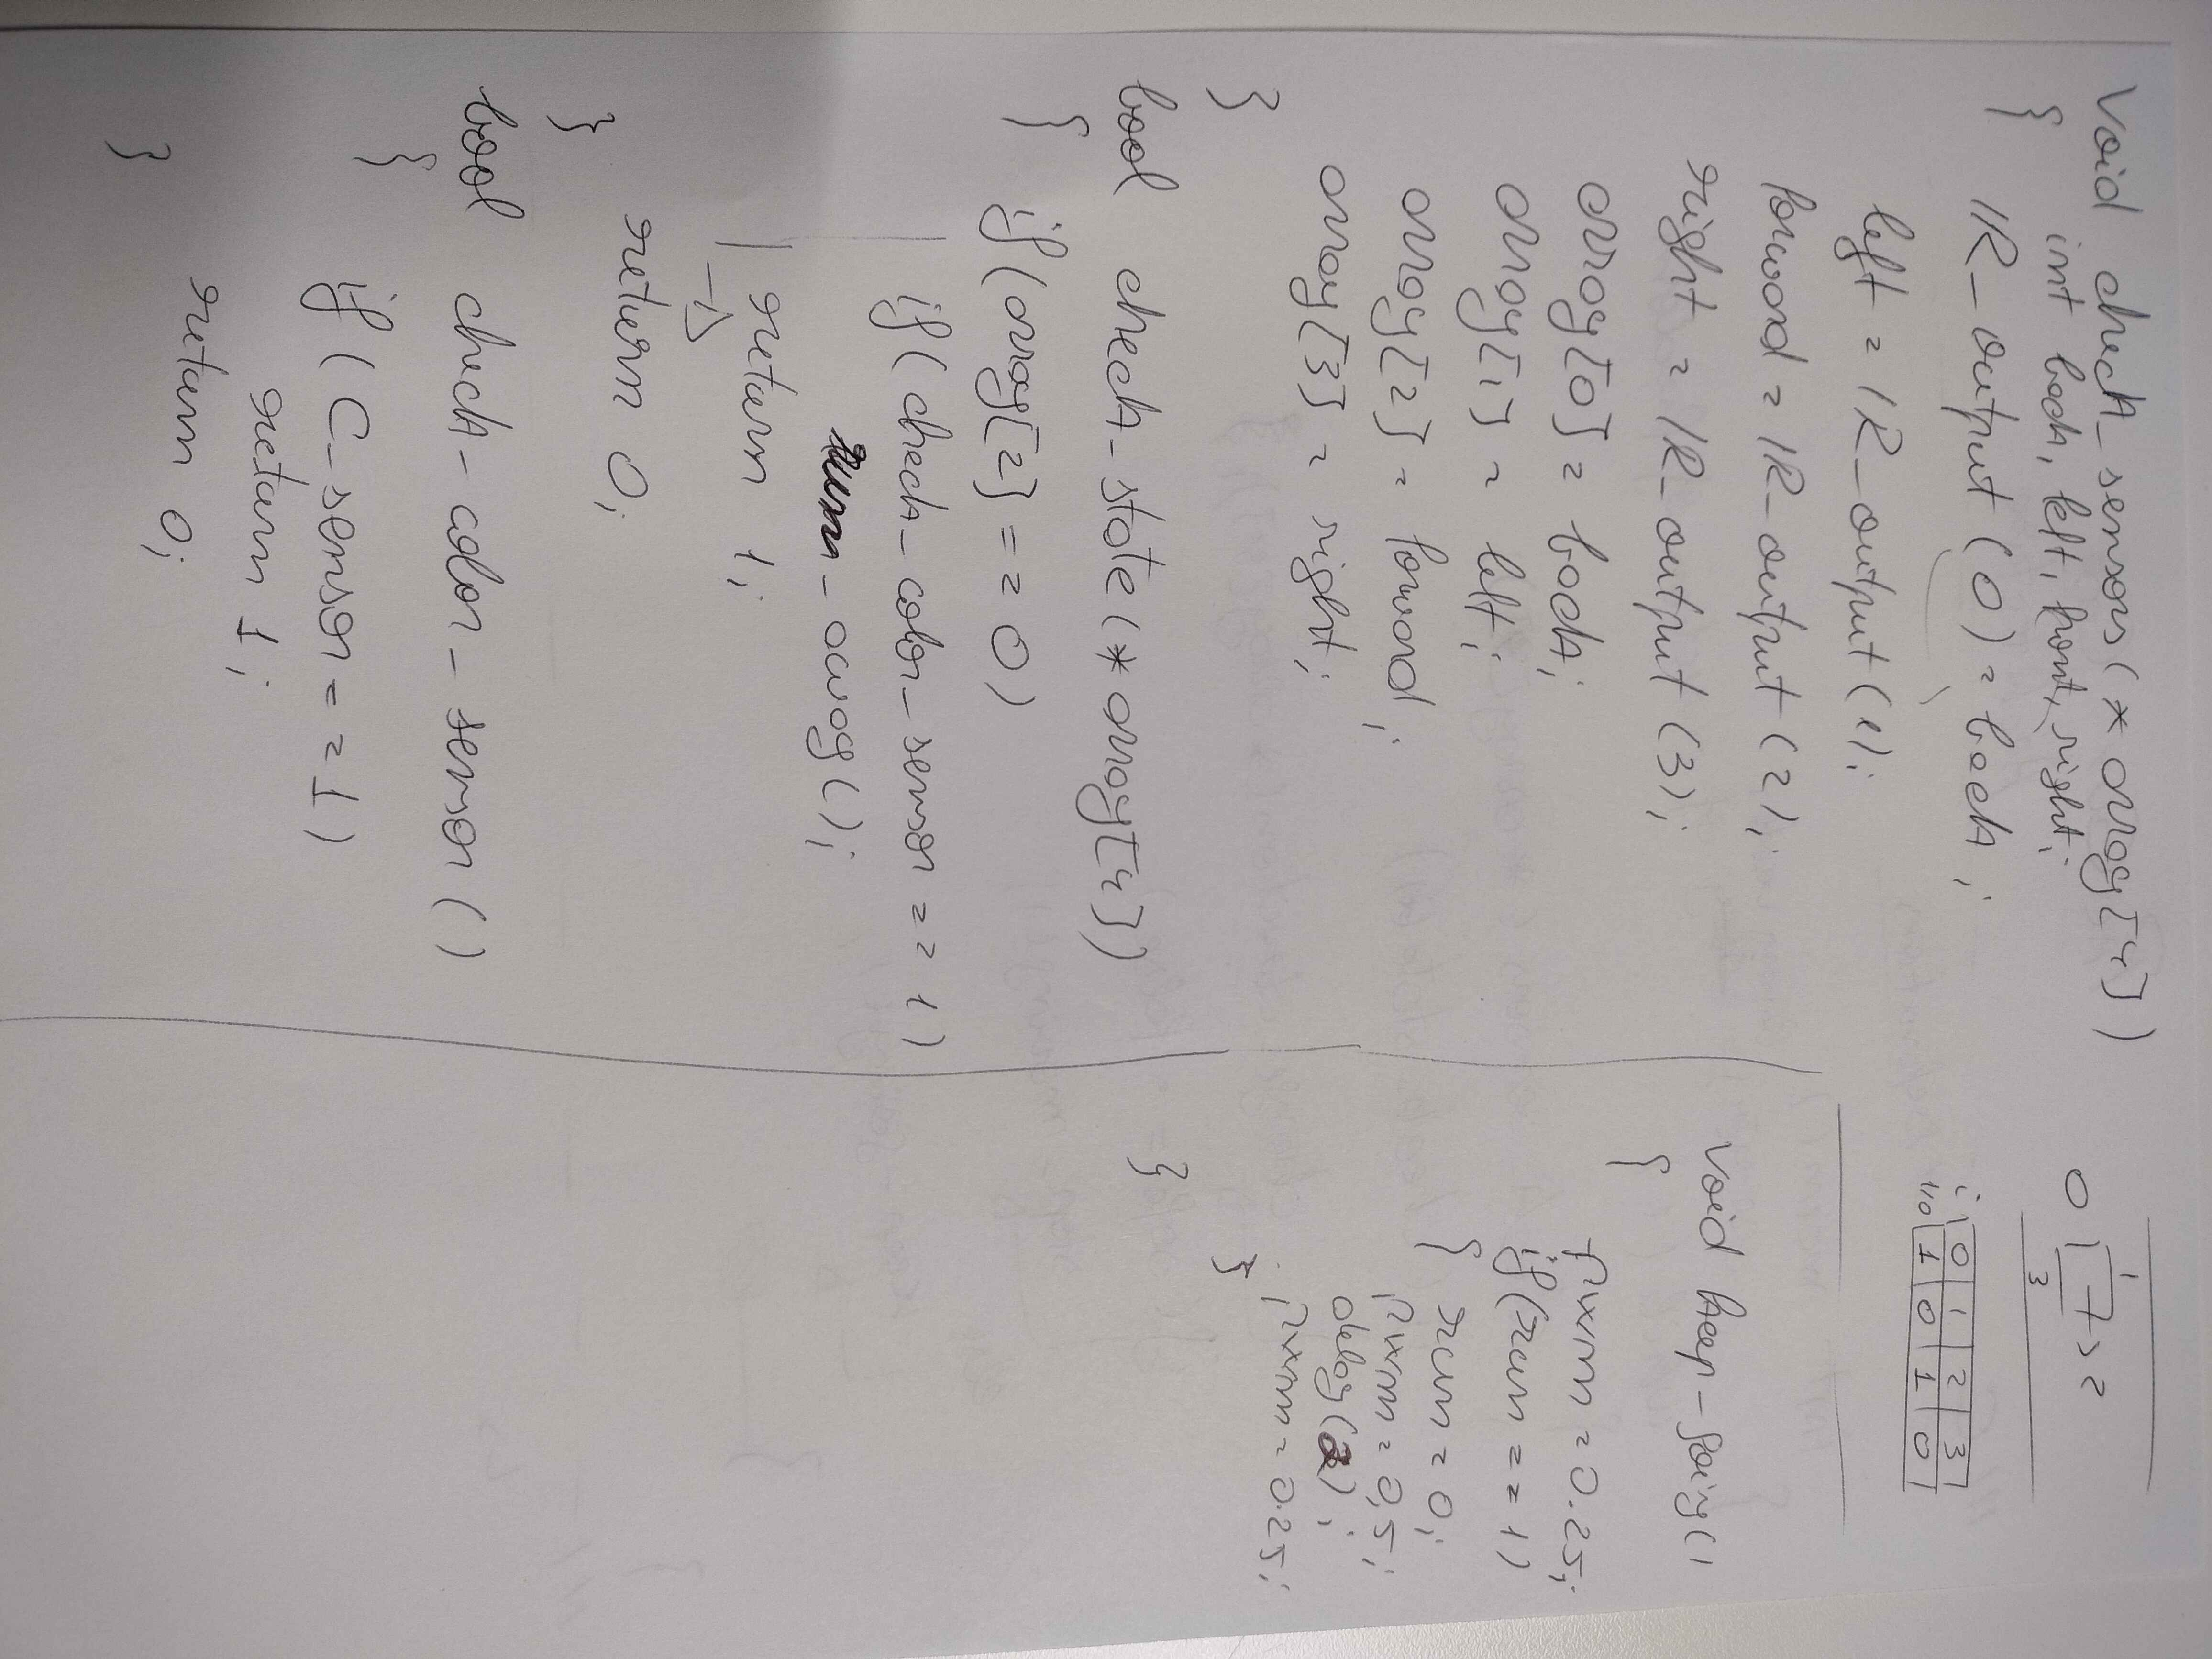 void check_sensors(*array[4])
int back, left, front, right;
{
IR_output(0) = back;
left = IR_output(1);
forward = IR_output(2);
right = IR_output(3);
array[0] = back;
array[1] = left;
array[2] = forward;
array[3] = right;
}
bool check_state(*array[4])
{ if(array[2] == 0)
if(check_color_sensor == 1)
run_away();
return 1;
return 0;
}
bool check_color_sensor()
{
if(C_sensor == 1)
return 1;
return 0;
}
1
0 2
3
i 0 1 2 3
1/0 1 0 1 0
void keep_going()
{
pwm = 0.25;
if(run == 1)
{ run = 0;
pwm = 0,5;
delay(2);
pwm = 0.25;
}
}